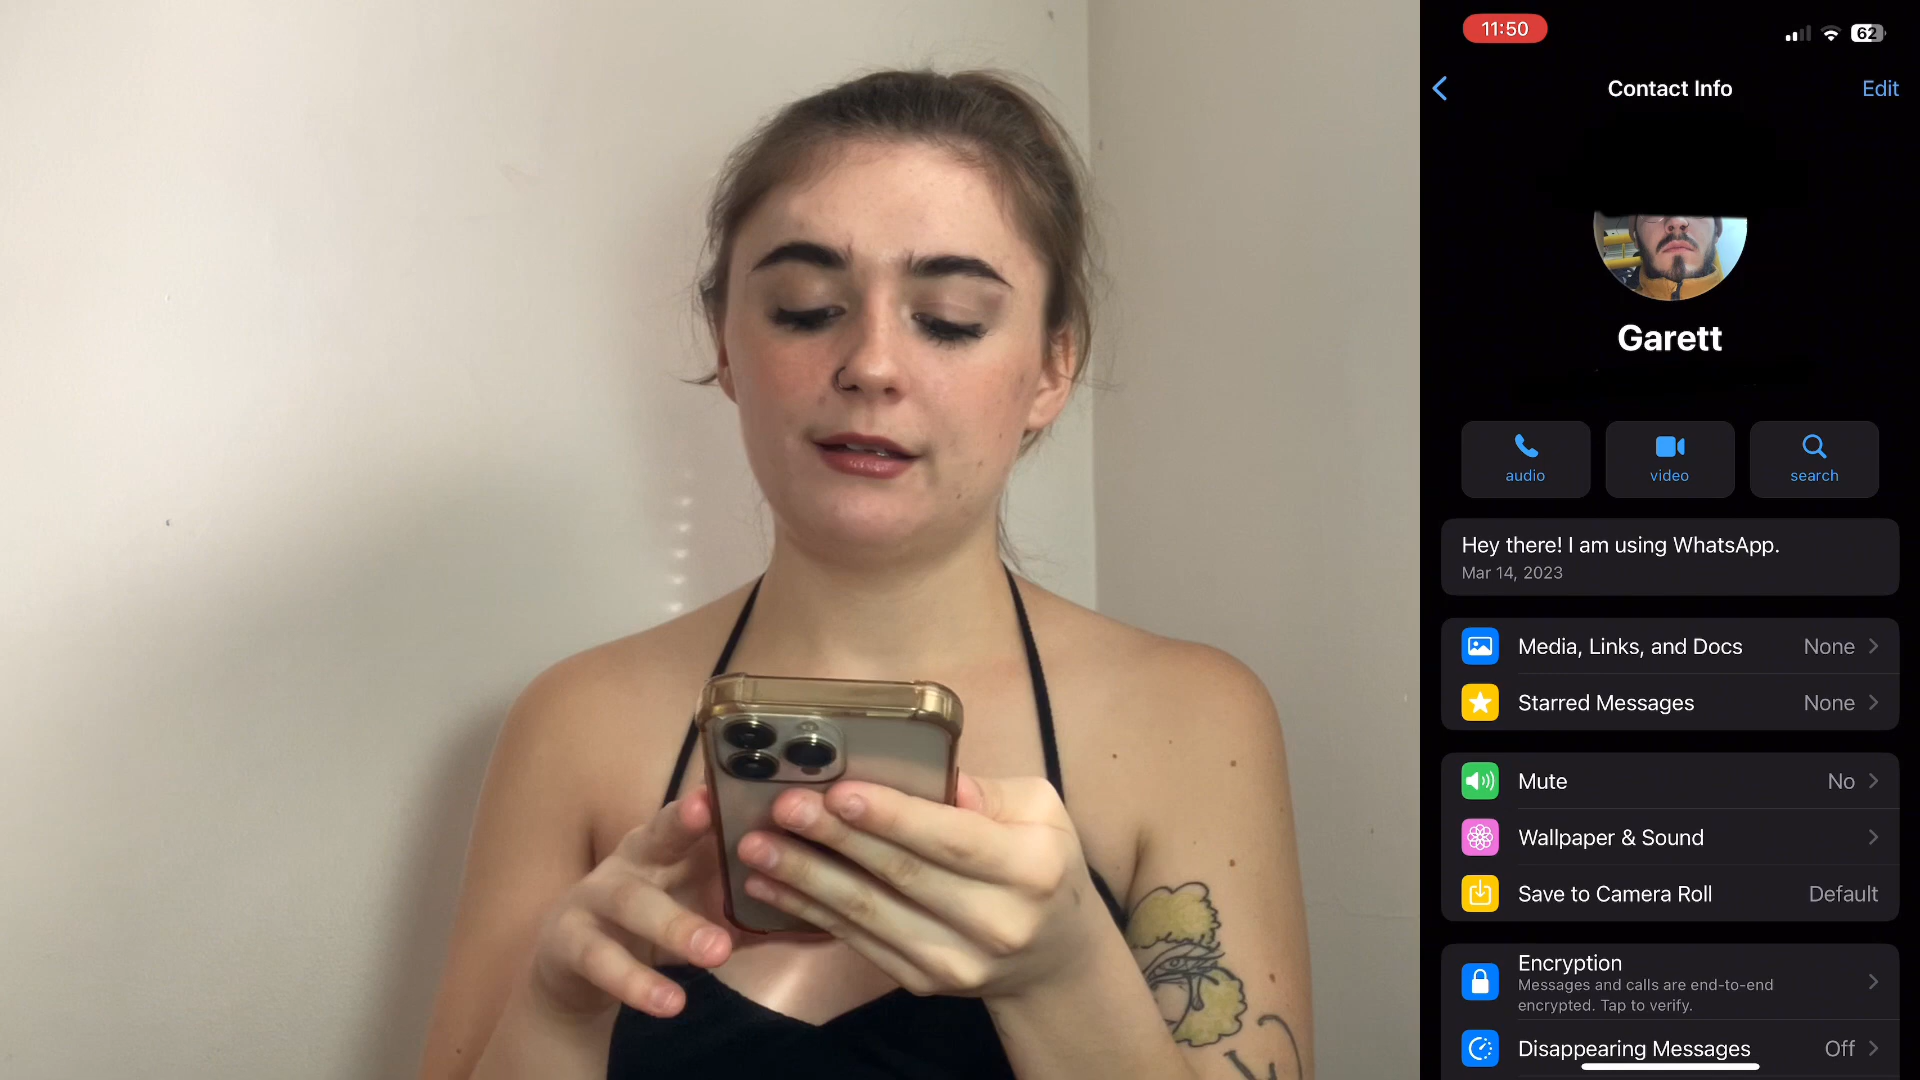 11:50
62
Contact Info
Edit
Garett
audio
video
search
Hey there! I am using WhatsApp.
Mar 14, 2023
Media, Links, and Docs
None
Starred Messages
None
Mute
No
Wallpaper & Sound
Save to Camera Roll
Default
Encryption
Messages and calls are end-to-end
encrypted. Tap to verify.
Disappearing Messages
Off